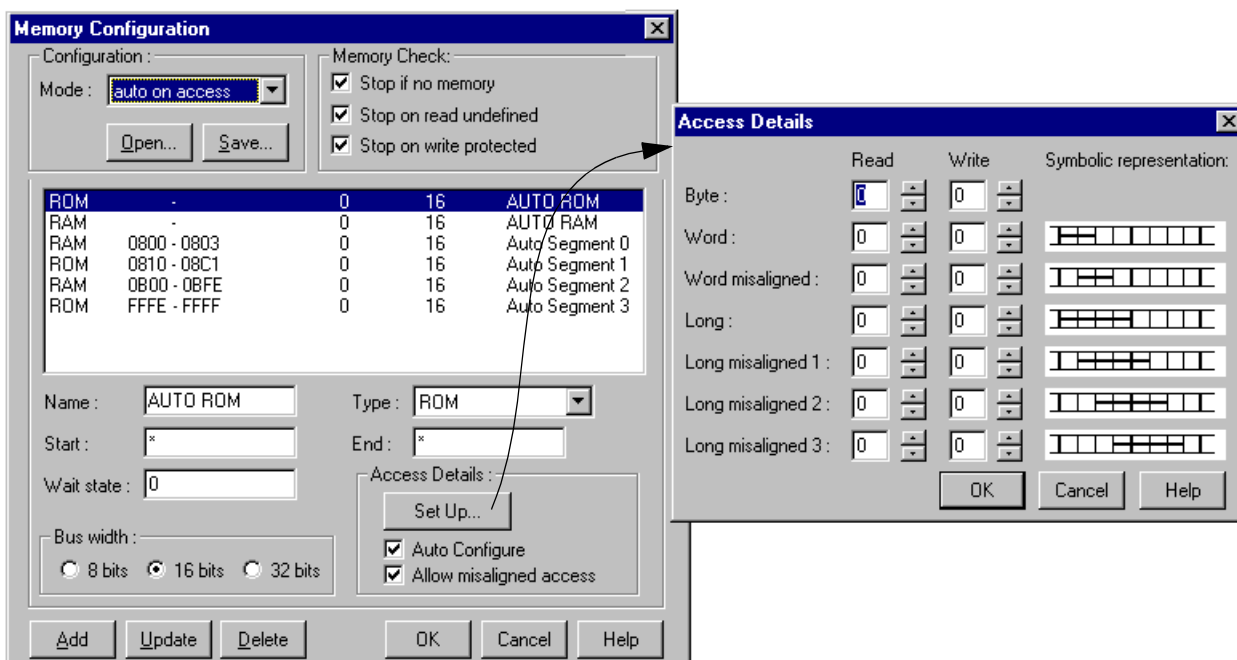 Memory Configuration
Configuration :
Mode : auto on access
Open... Save...
Memory Check:
Stop if no memory
Stop on read undefined
Stop on write protected
ROM - 0 16 AUTO ROM
RAM - 0 16 AUTO RAM
RAM 0800 - 0803 0 16 Auto Segment 0
ROM 0810 - 08C1 0 16 Auto Segment 1
RAM 0B00 - 0BFE 0 16 Auto Segment 2
ROM FFFE - FFFF 0 16 Auto Segment 3
Name : AUTO ROM Type : ROM
Start : * End : *
Wait state : 0
Access Details :
Set Up...
Auto Configure
Allow misaligned access
Bus width :
8 bits 16 bits 32 bits
Add Update Delete OK Cancel Help
Access Details
Read Write Symbolic representation:
Byte : 0 0
Word : 0 0
Word misaligned : 0 0
Long : 0 0
Long misaligned 1 : 0 0
Long misaligned 2 : 0 0
Long misaligned 3 : 0 0
OK Cancel Help